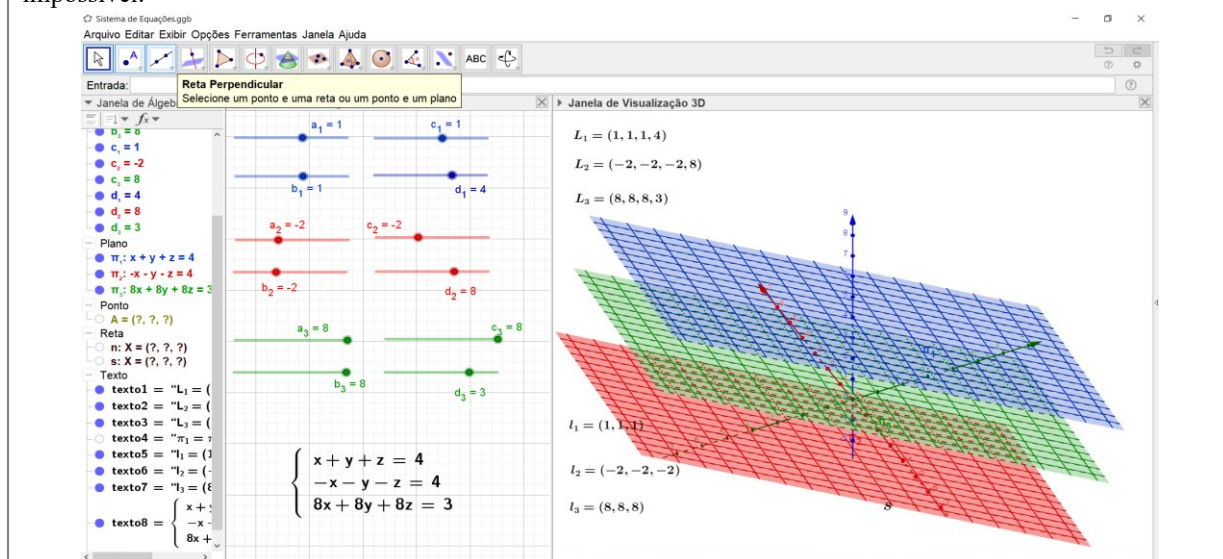 impossível.
Sistema de Equações.ggb
Arquivo Editar Exibir Opções Ferramentas Janela Ajuda
ABC
Entrada:
Reta Perpendicular
Selecione um ponto e uma reta ou um ponto e um plano
Janela de Álgeb
Janela de Visualização 3D
b₃ = 8
c₁ = 1
c₂ = -2
c₃ = 8
d₁ = 4
d₂ = 8
d₃ = 3
Plano
π₁: x + y + z = 4
π₂: -x - y - z = 4
π₃: 8x + 8y + 8z = 3
Ponto
A = (?, ?, ?)
Reta
n: X = (?, ?, ?)
s: X = (?, ?, ?)
Texto
texto1 = “L₁ = (
texto2 = “L₂ = (
texto3 = “L₃ = (
texto4 = “π₁ = π
texto5 = “l₁ = (1
texto6 = “l₂ = (-
texto7 = “l₃ = (8
texto8 =
x + y
-x -
8x +
a₁ = 1
c₁ = 1
b₁ = 1
d₁ = 4
a₂ = -2
c₂ = -2
b₂ = -2
d₂ = 8
a₃ = 8
c₃ = 8
b₃ = 8
d₃ = 3
x + y + z = 4
−x − y − z = 4
8x + 8y + 8z = 3
L₁ = (1, 1, 1, 4)
L₂ = (−2, −2, −2, 8)
L₃ = (8, 8, 8, 3)
9
8
7
l₁ = (1, 1, 1)
l₂ = (−2, −2, −2)
l₃ = (8, 8, 8)
s